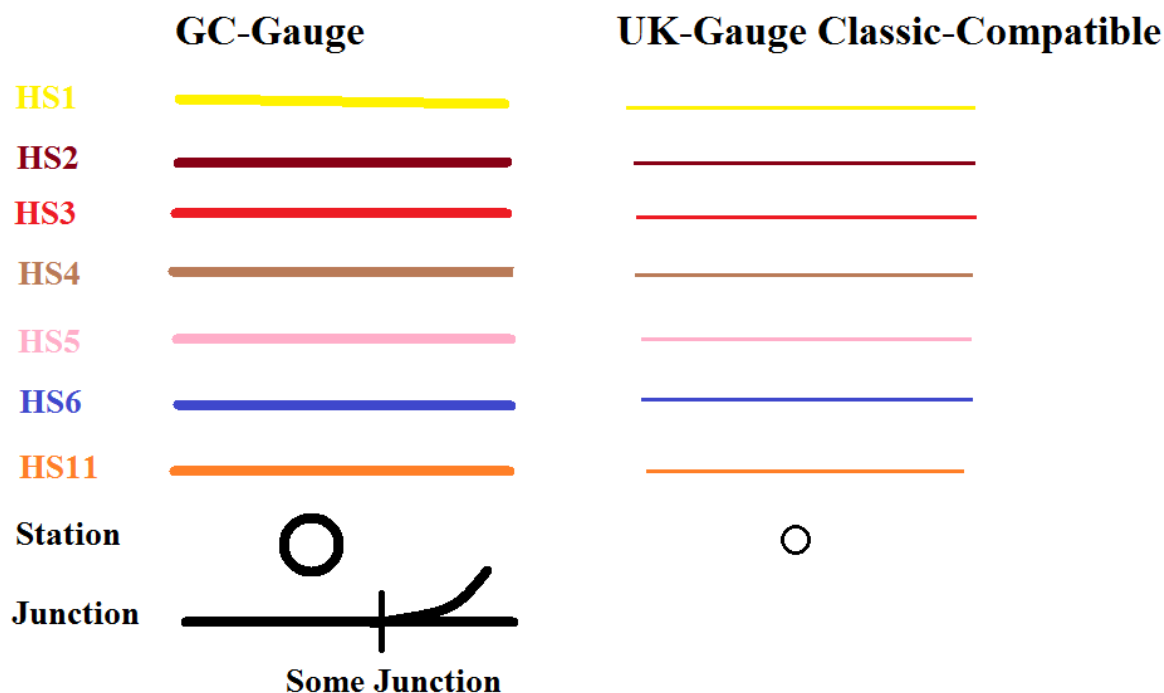 GC-Gauge
UK-Gauge Classic-Compatible
HS1
HS2
HS3
HS4
HS5
HS6
HS11
Station
Junction
Some Junction